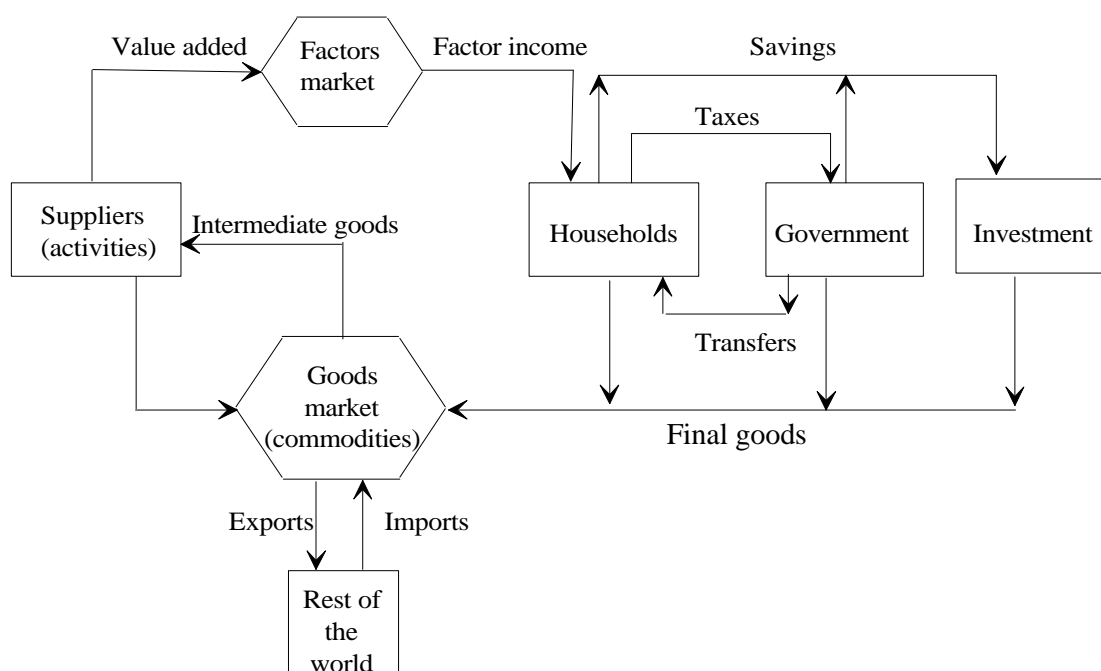 Value added
Factors
market
Factor income
Savings
Taxes
Suppliers
(activities)
Intermediate goods
Households
Government
Investment
Transfers
Goods
market
(commodities)
Final goods
Exports
Imports
Rest of
the
world